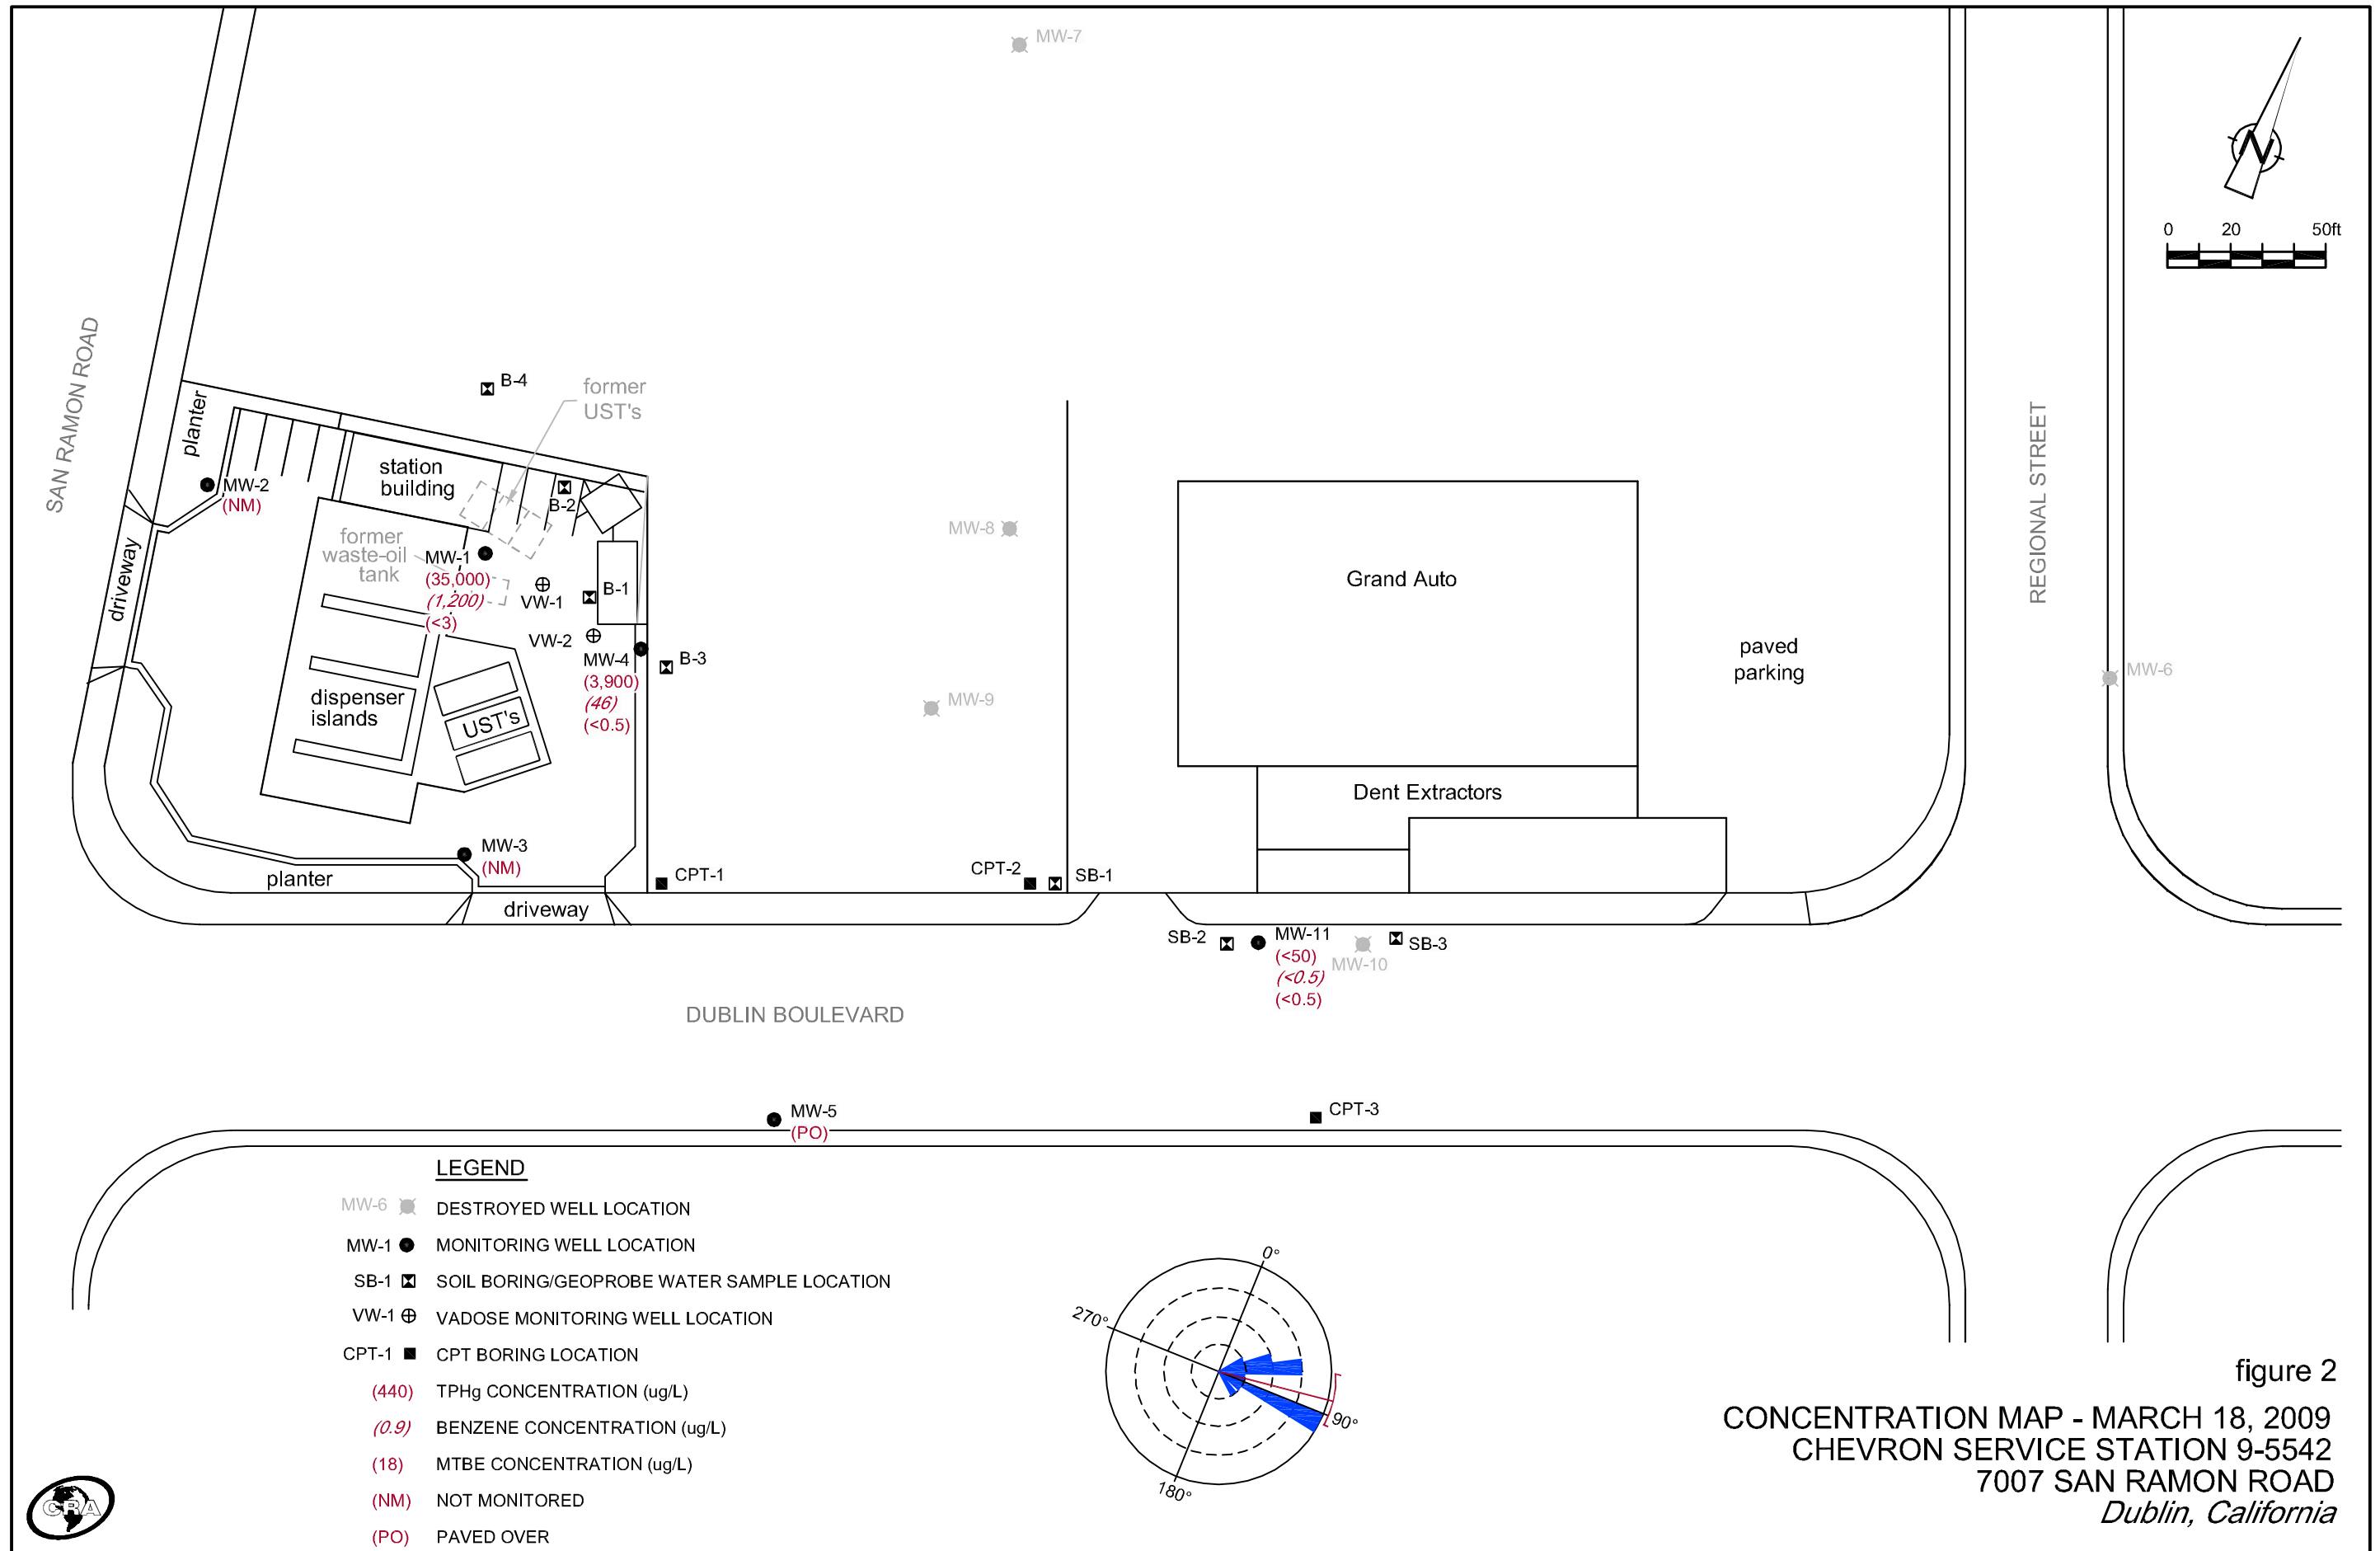 MW-7
N
0 20 50ft
SAN RAMON ROAD
REGIONAL STREET
B-4
former
UST's
planter
station
building
MW-2
(NM)
B-2
former
waste-oil
tank
MW-1
(35,000)
(1,200)
(<3)
VW-1
B-1
VW-2
MW-4
(3,900)
(46)
(<0.5)
B-3
driveway
dispenser
islands
UST's
MW-8
MW-9
Grand Auto
paved
parking
MW-6
Dent Extractors
MW-3
(NM)
planter
driveway
CPT-1
CPT-2
SB-1
SB-2
MW-11
(<50)
(<0.5)
(<0.5)
MW-10
SB-3
DUBLIN BOULEVARD
MW-5
(PO)
CPT-3
LEGEND
MW-6 DESTROYED WELL LOCATION
MW-1 MONITORING WELL LOCATION
SB-1 SOIL BORING/GEOPROBE WATER SAMPLE LOCATION
VW-1 VADOSE MONITORING WELL LOCATION
CPT-1 CPT BORING LOCATION
(440) TPHg CONCENTRATION (ug/L)
(0.9) BENZENE CONCENTRATION (ug/L)
(18) MTBE CONCENTRATION (ug/L)
(NM) NOT MONITORED
(PO) PAVED OVER
0°
270°
90°
180°
CRA
figure 2
CONCENTRATION MAP - MARCH 18, 2009
CHEVRON SERVICE STATION 9-5542
7007 SAN RAMON ROAD
Dublin, California